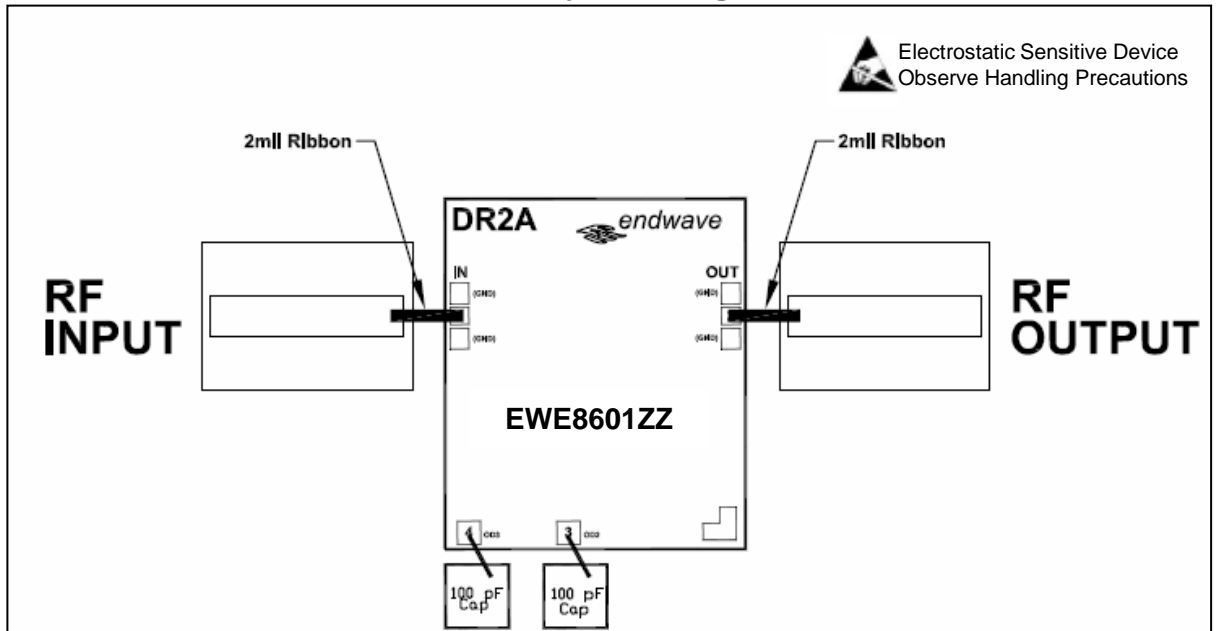 Electrostatic Sensitive Device
Observe Handling Precautions
2mil Ribbon
2mil Ribbon
DR2A
endwave
IN
OUT
(GND)
(GND)
RF
INPUT
RF
OUTPUT
(GND)
(GND)
EWE8601ZZ
4
3
100 pF
Cap
100 pF
Cap